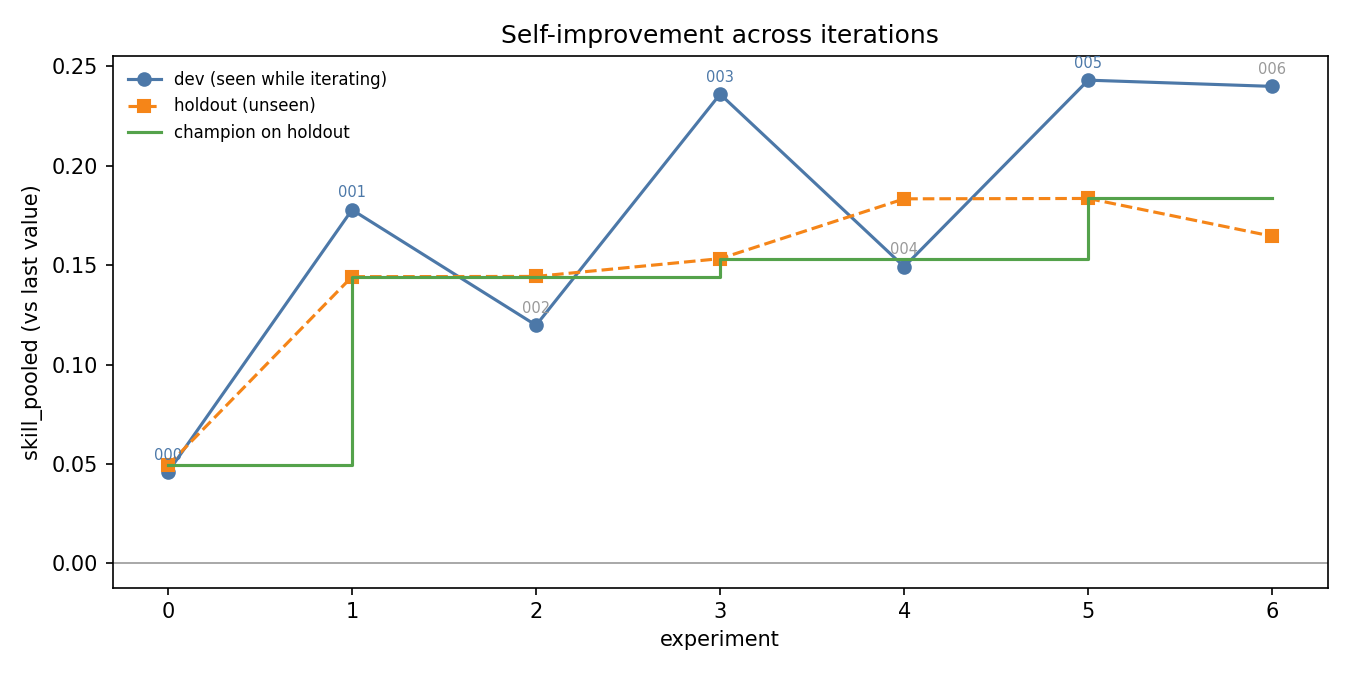 Self-improvement across iterations
dev (seen while iterating)
holdout (unseen)
champion on holdout
skill_pooled (vs last value)
0.25
0.20
0.15
0.10
0.05
0.00
000
001
002
003
004
005
006
0 1 2 3 4 5 6
experiment